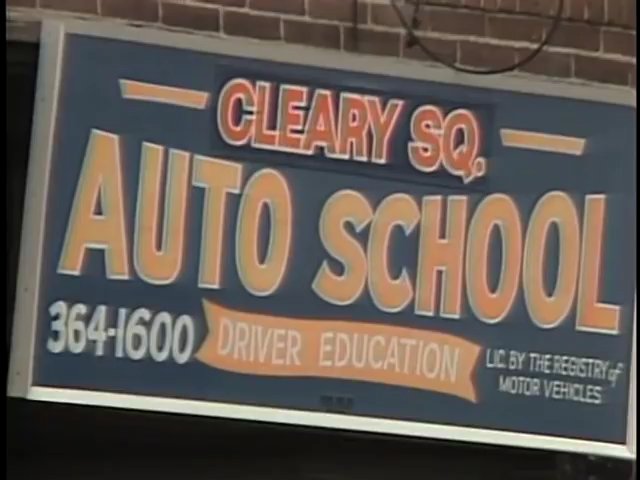 CLEARY SQ.
AUTO SCHOOL
364-1600 DRIVER EDUCATION LIC. BY THE REGISTRY of
MOTOR VEHICLES